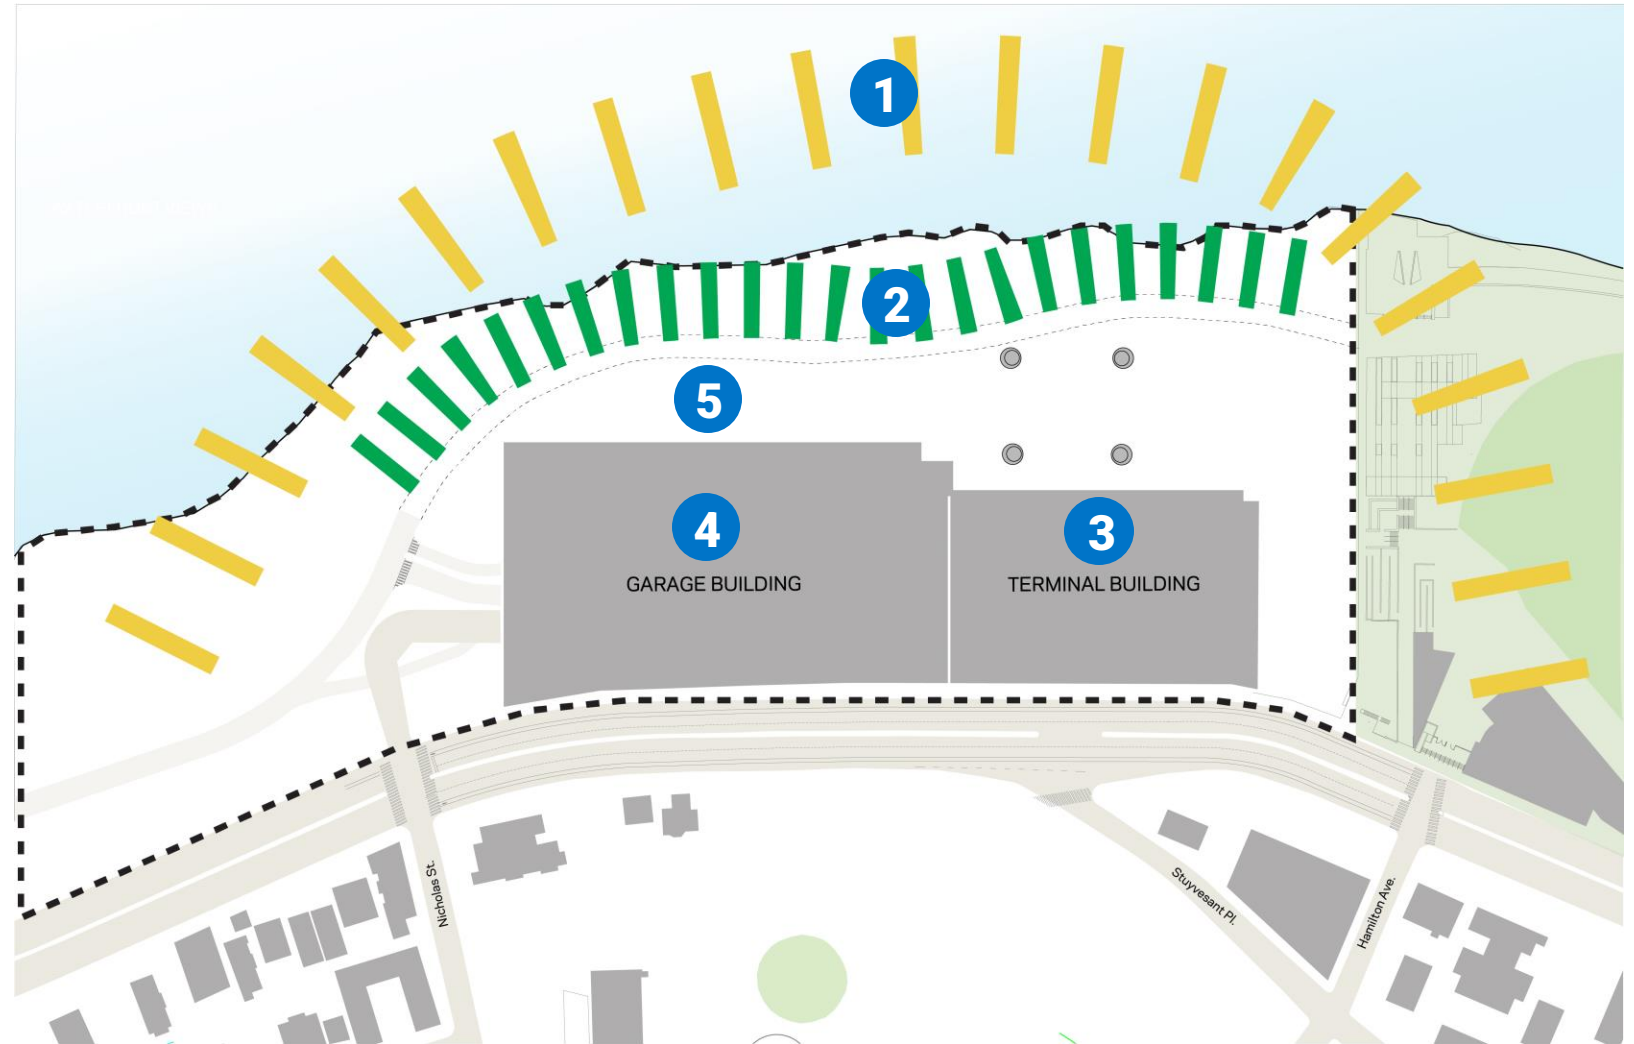 1
2
5
4
3
GARAGE BUILDING
TERMINAL BUILDING
Nicholas St.
Stuyvesant Pl.
Hamilton Ave.